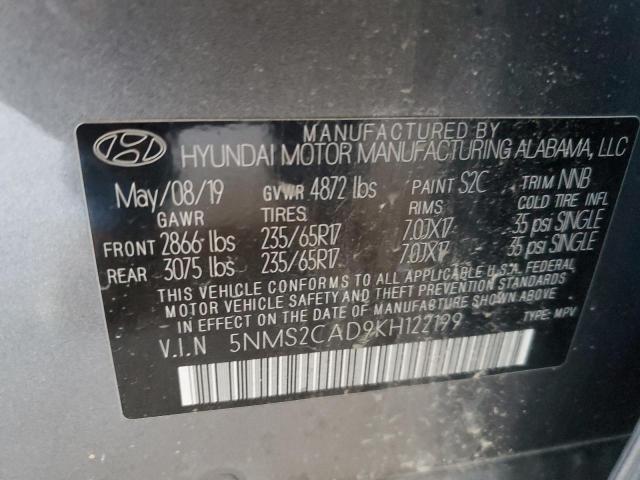 MANUFACTURED BY
HYUNDAI MOTOR MANUFACTURING ALABAMA, LLC
May/08/19 GVWR 4872 lbs PAINT S2C TRIM NNB
GAWR TIRES RIMS COLD TIRE INFL
FRONT 2866 lbs 235/65R17 7.0JX17 35 psi SINGLE
REAR 3075 lbs 235/65R17 7.0JX17 35 psi SINGLE
THIS VEHICLE CONFORMS TO ALL APPLICABLE U.S.A. FEDERAL
MOTOR VEHICLE SAFETY AND THEFT PREVENTION STANDARDS
IN EFFECT ON THE DATE OF MANUFACTURE SHOWN ABOVE
V.I.N 5NMS2CAD9KH122199 TYPE: MPV